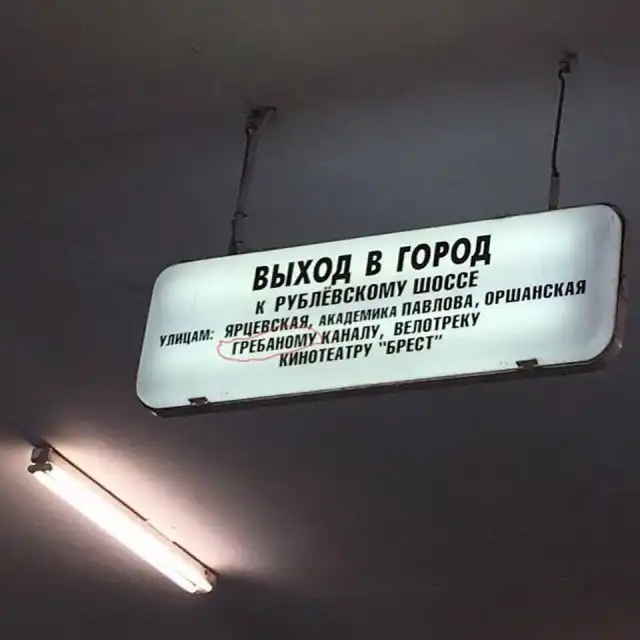 ВЫХОД В ГОРОД
К РУБЛЁВСКОМУ ШОССЕ
УЛИЦАМ: ЯРЦЕВСКАЯ, АКАДЕМИКА ПАВЛОВА, ОРШАНСКАЯ
ГРЕБАНОМУ КАНАЛУ, ВЕЛОТРЕКУ
КИНОТЕАТРУ "БРЕСТ"